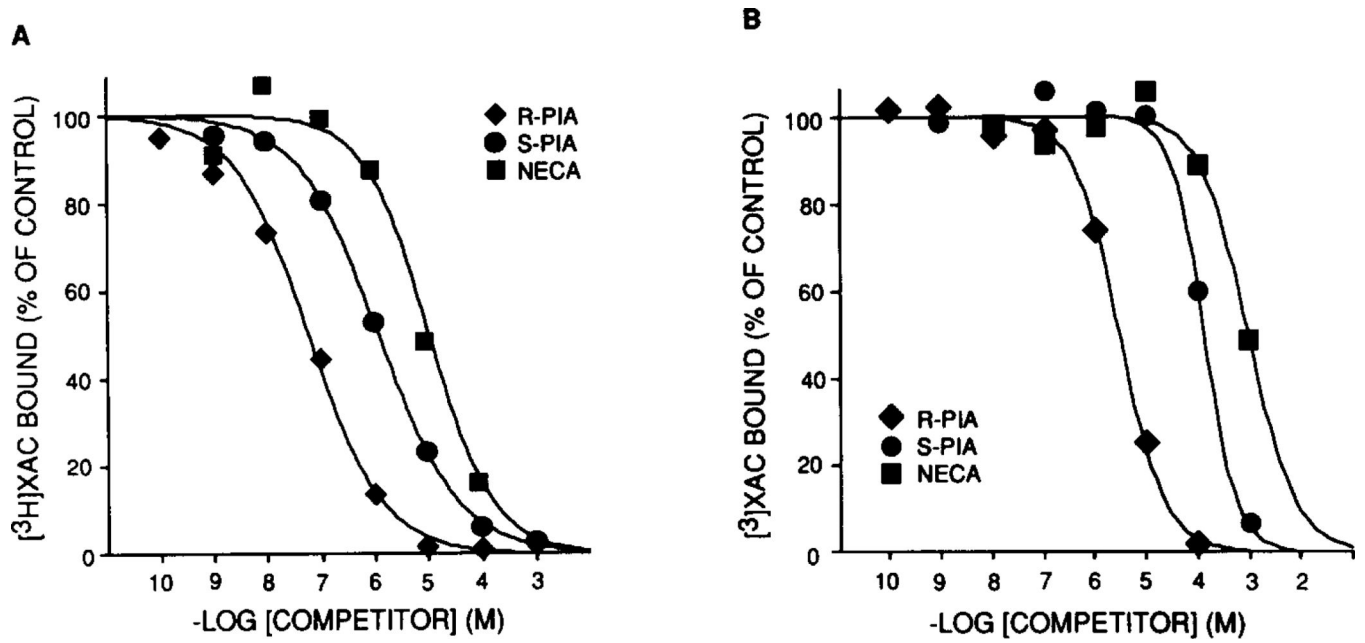 A
[³H]XAC BOUND (% OF CONTROL)
100
80
60
40
20
0
R-PIA
S-PIA
NECA
10 9 8 7 6 5 4 3
-LOG [COMPETITOR] (M)
B
[³]XAC BOUND (% OF CONTROL)
100
80
60
40
20
0
R-PIA
S-PIA
NECA
10 9 8 7 6 5 4 3 2
-LOG [COMPETITOR] (M)